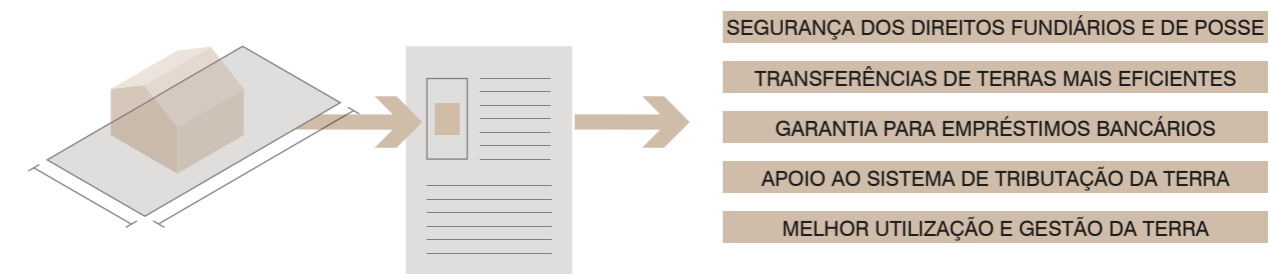 SEGURANÇA DOS DIREITOS FUNDIÁRIOS E DE POSSE
TRANSFERÊNCIAS DE TERRAS MAIS EFICIENTES
GARANTIA PARA EMPRÉSTIMOS BANCÁRIOS
APOIO AO SISTEMA DE TRIBUTAÇÃO DA TERRA
MELHOR UTILIZAÇÃO E GESTÃO DA TERRA